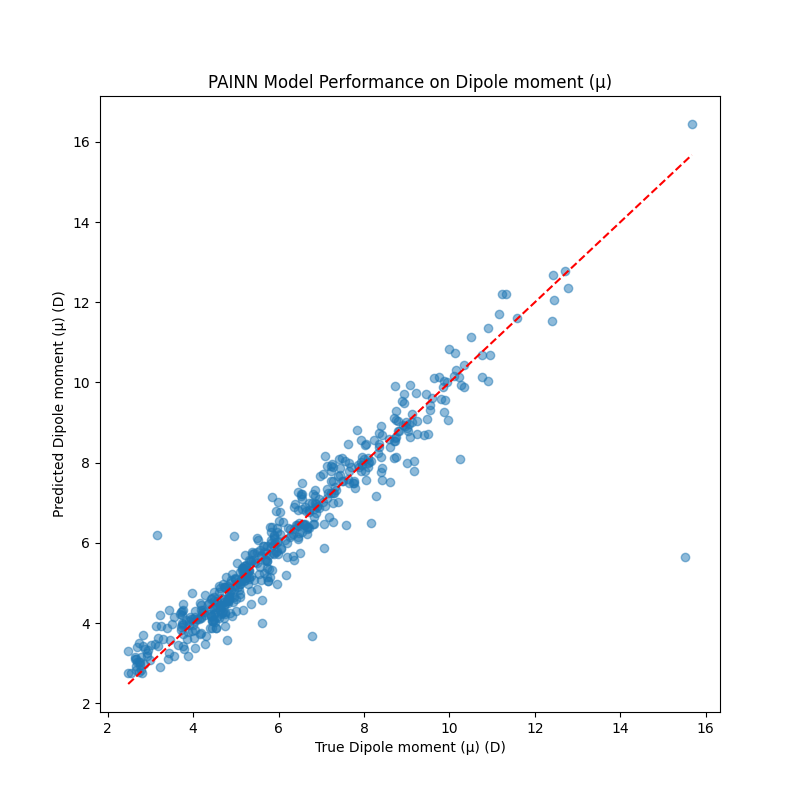 PAINN Model Performance on Dipole moment (μ)
Predicted Dipole moment (μ) (D)
16
14
12
10
8
6
4
2
2 4 6 8 10 12 14 16
True Dipole moment (μ) (D)